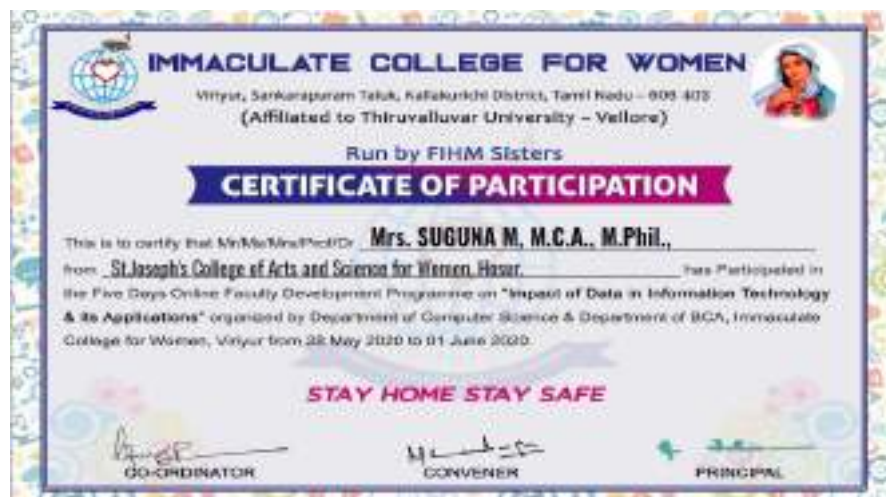 IMMACULATE COLLEGE FOR WOMEN
Viriyur, Sankarapuram Taluk, Kallakurichi District, Tamil Nadu – 606 402
(Affiliated to Thiruvalluvar University – Vellore)
Run by FIHM Sisters
CERTIFICATE OF PARTICIPATION
This is to certify that Mr/Ms/Mrs/Prof/Dr Mrs. SUGUNA M, M.C.A., M.Phil.,
from St.Joseph's College of Arts and Science for Women, Hosur. has Participated in
the Five Days Online Faculty Development Programme on "Impact of Data in Information Technology
& its Applications" organized by Department of Computer Science & Department of BCA, Immaculate
College for Women, Viriyur from 28 May 2020 to 01 June 2020.
STAY HOME STAY SAFE
CO-ORDINATOR CONVENER PRINCIPAL